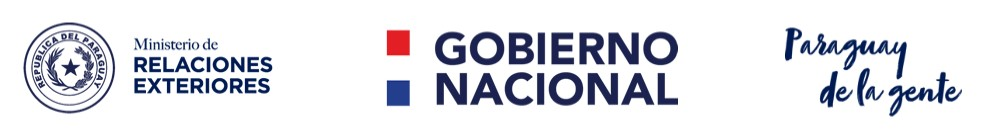 REPUBLICA DEL PARAGUAY
Ministerio de
RELACIONES
EXTERIORES
GOBIERNO
NACIONAL
Paraguay
de la gente